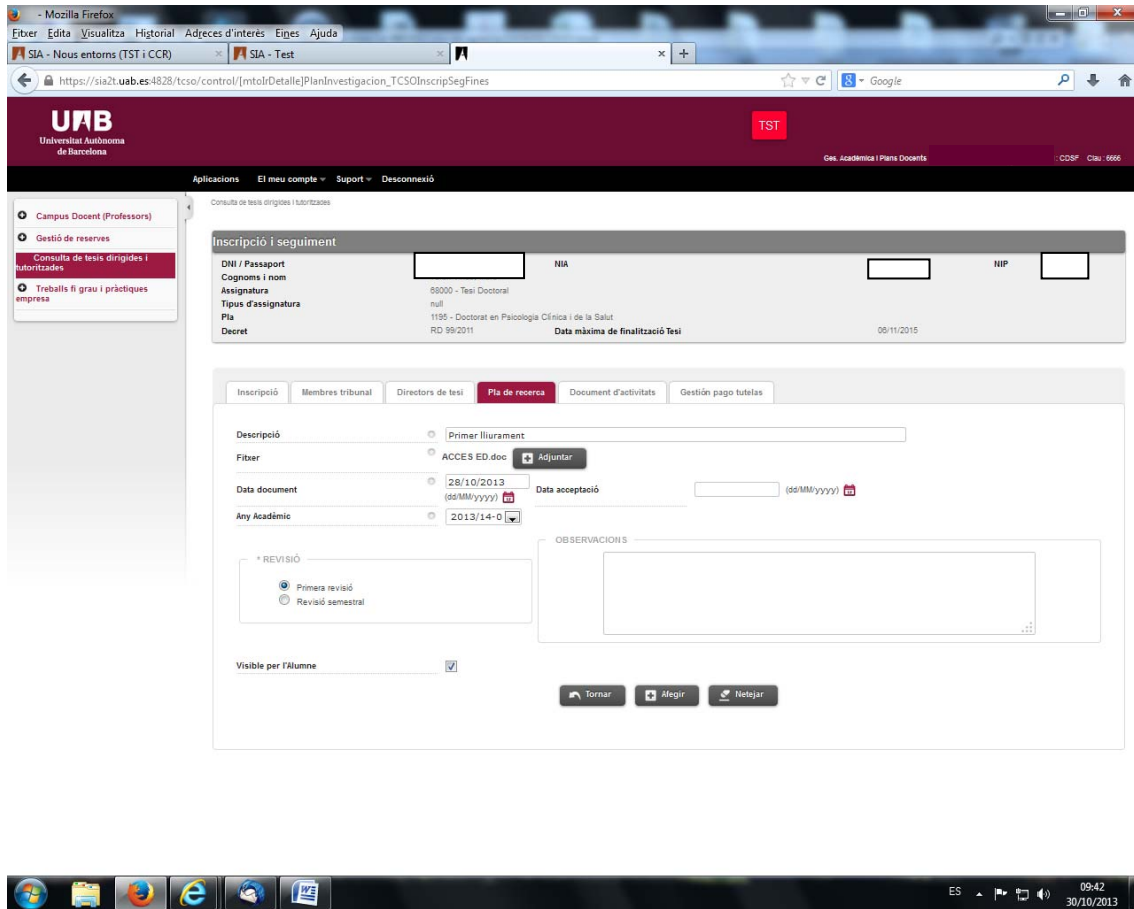 - Mozilla Firefox
Fitxer Edita Visualitza Historial Adreces d'interès Eines Ajuda
SIA - Nous entorns (TST i CCR)
SIA - Test
https://sia2t.uab.es:4828/tcso/control/[mtoIrDetalle]PlanInvestigacion_TCSOInscripSegFines
Google
UAB
Universitat Autònoma
de Barcelona
TST
Ges. Acadèmica i Plans Docents : CDSF Clau : 6666
Aplicacions El meu compte Suport Desconnexió
Campus Docent (Professors)
Gestió de reserves
Consulta de tesis dirigides i
tutoritzades
Treballs fi grau i pràctiques
empresa
Consulta de tesis dirigides i tutoritzades
Inscripció i seguiment
DNI / Passaport NIA NIP
Cognoms i nom
Assignatura 68000 - Tesi Doctoral
Tipus d'assignatura null
Pla 1195 - Doctorat en Psicologia Clínica i de la Salut
Decret RD 99/2011 Data màxima de finalització Tesi 06/11/2015
Inscripció Membres tribunal Directors de tesi Pla de recerca Document d'activitats Gestión pago tutelas
Descripció Primer lliurament
Fitxer ACCES ED.doc Adjuntar
Data document 28/10/2013 (dd/MM/yyyy) Data acceptació (dd/MM/yyyy)
Any Acadèmic 2013/14-0
* REVISIÓ
Primera revisió
Revisió semestral
OBSERVACIONS
Visible per l'Alumne
Tornar Afegir Netejar
ES 09:42
30/10/2013